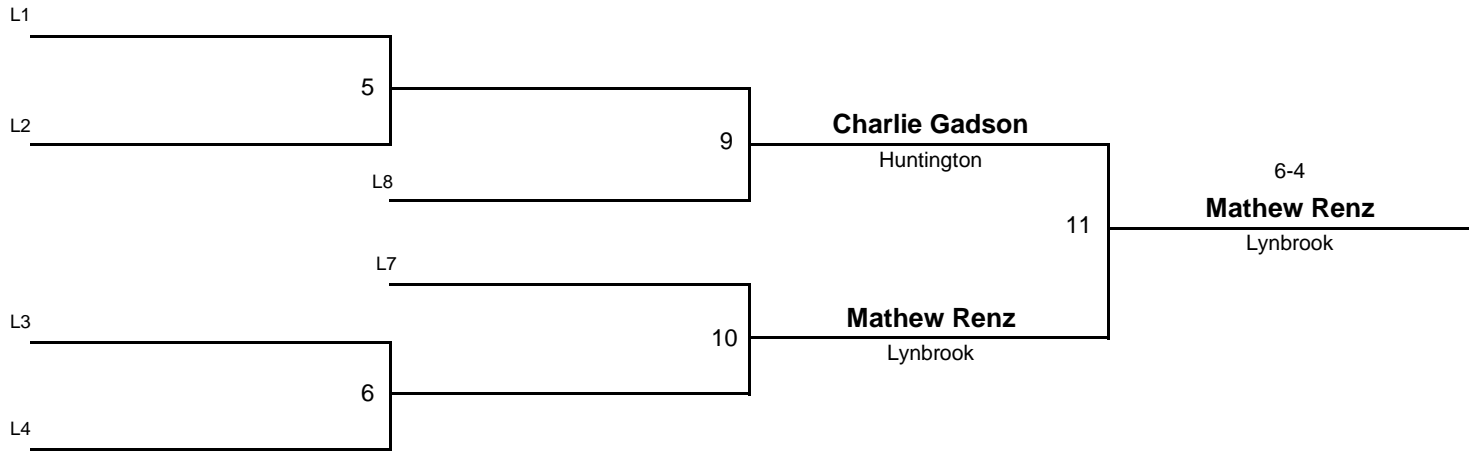 L1
5
L2
9
Charlie Gadson
Huntington
L8
6-4
Mathew Renz
11
Lynbrook
L7
L3
Mathew Renz
10
Lynbrook
6
L4